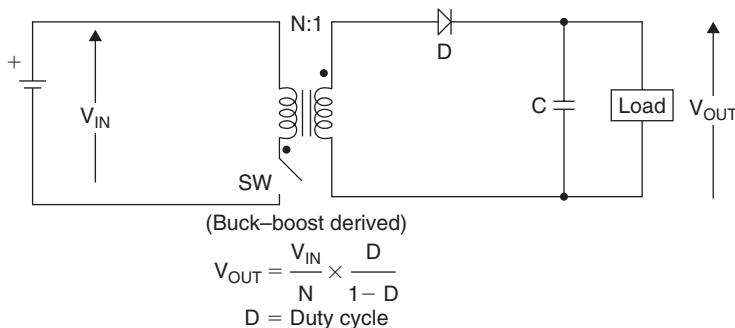 N:1
+
D
V_IN
C
Load
V_OUT
SW
(Buck–boost derived)
V_OUT = V_IN/N × D/(1 − D)
D = Duty cycle